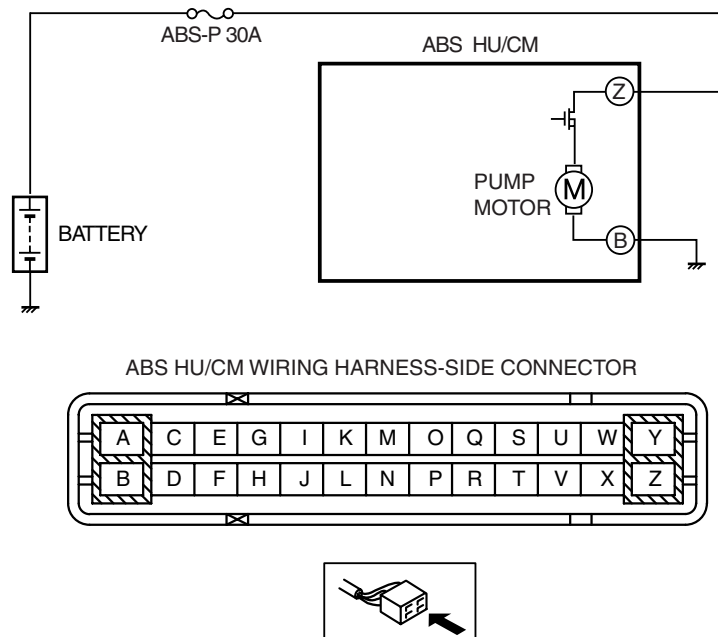 ABS-P 30A
ABS HU/CM
Z
PUMP
MOTOR
M
B
BATTERY
ABS HU/CM WIRING HARNESS-SIDE CONNECTOR
A C E G I K M O Q S U W Y
B D F H J L N P R T V X Z